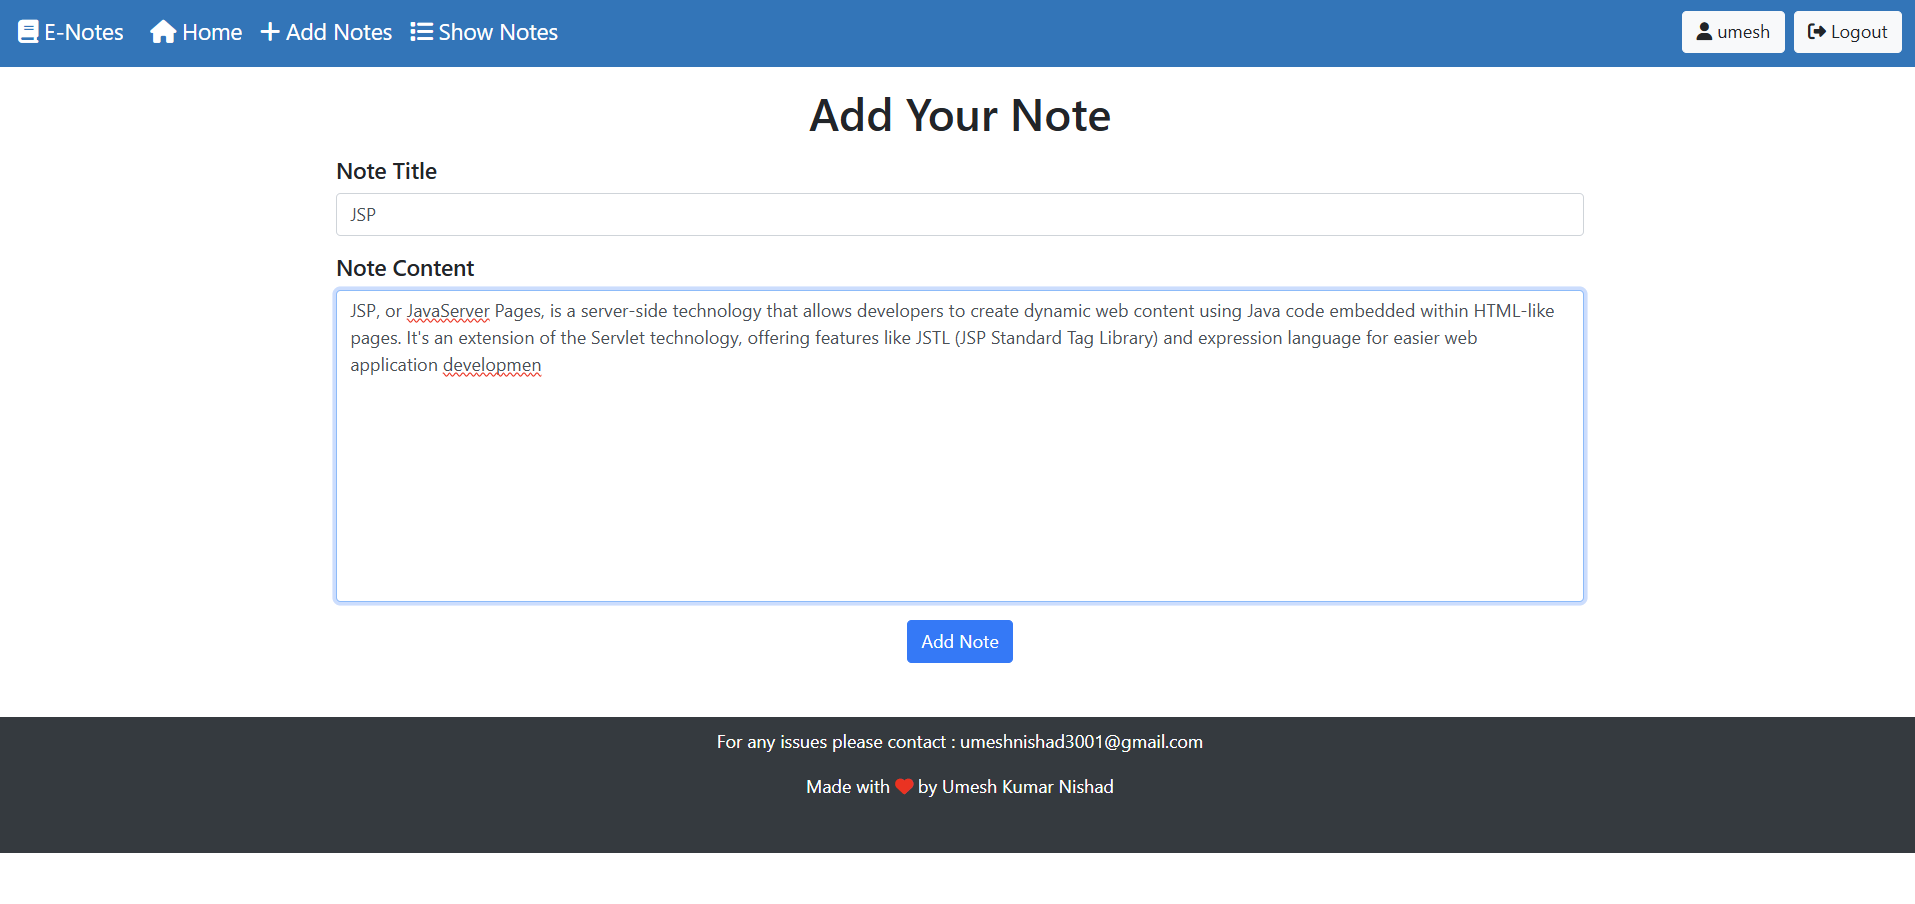 E-Notes Home Add Notes Show Notes umesh Logout
Add Your Note
Note Title
JSP
Note Content
JSP, or JavaServer Pages, is a server-side technology that allows developers to create dynamic web content using Java code embedded within HTML-like
pages. It's an extension of the Servlet technology, offering features like JSTL (JSP Standard Tag Library) and expression language for easier web
application developmen
Add Note
For any issues please contact : umeshnishad3001@gmail.com
Made with ❤ by Umesh Kumar Nishad